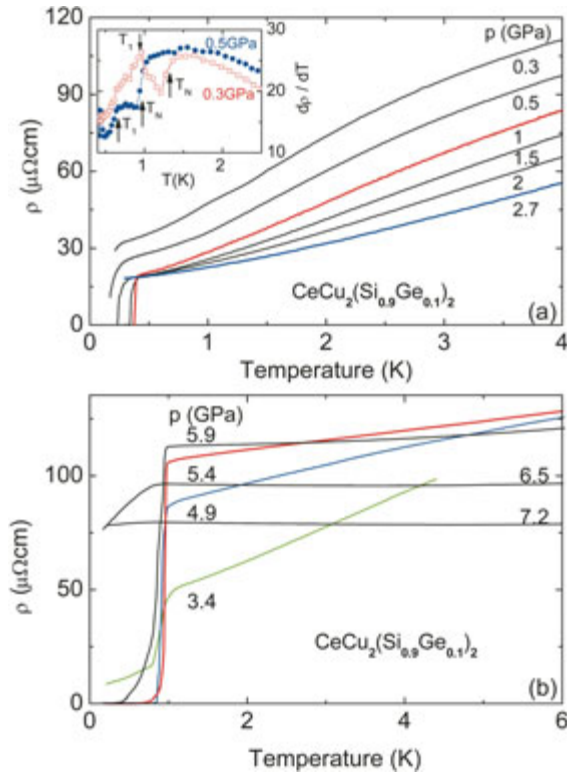 120
90
60
30
0
ρ (μΩcm)
T₁
0.5GPa
T_N
0.3GPa
T₁
T_N
1
2
T(K)
30
20
10
dρ / dT
(a)
p (GPa)
0.3
0.5
1
1.5
2
2.7
CeCu₂(Si₀.₉Ge₀.₁)₂
0
1
2
3
4
Temperature (K)
p (GPa)
5.9
5.4
6.5
4.9
7.2
3.4
100
50
0
ρ (μΩcm)
CeCu₂(Si₀.₉Ge₀.₁)₂
(b)
0
2
4
6
Temperature (K)